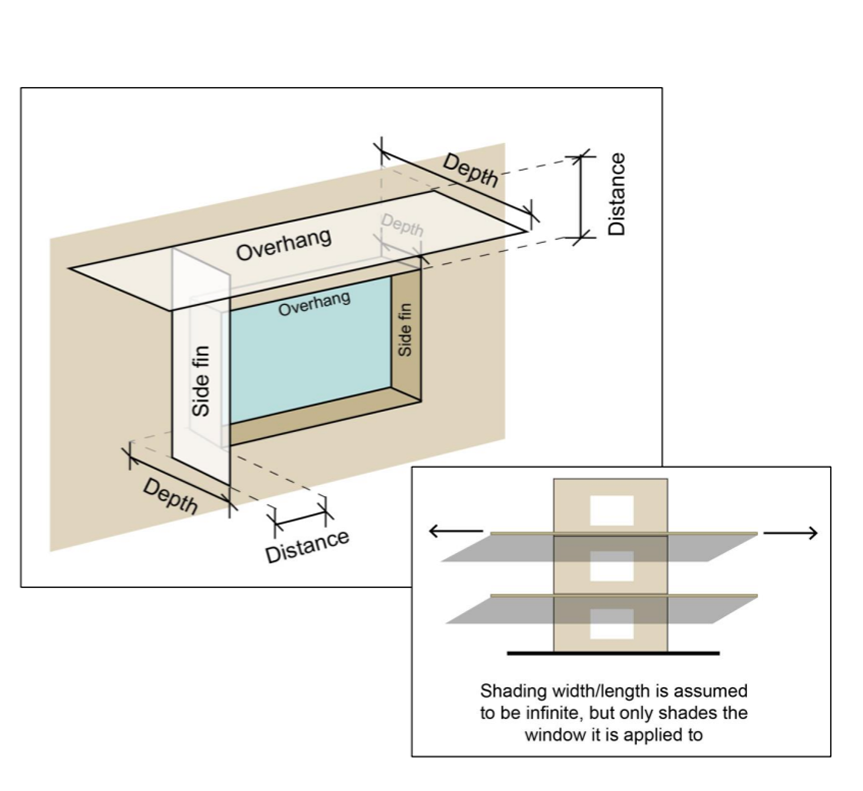 Depth
Distance
Depth
Overhang
Overhang
Side fin
Side fin
Depth
Distance
Shading width/length is assumed
to be infinite, but only shades the
window it is applied to